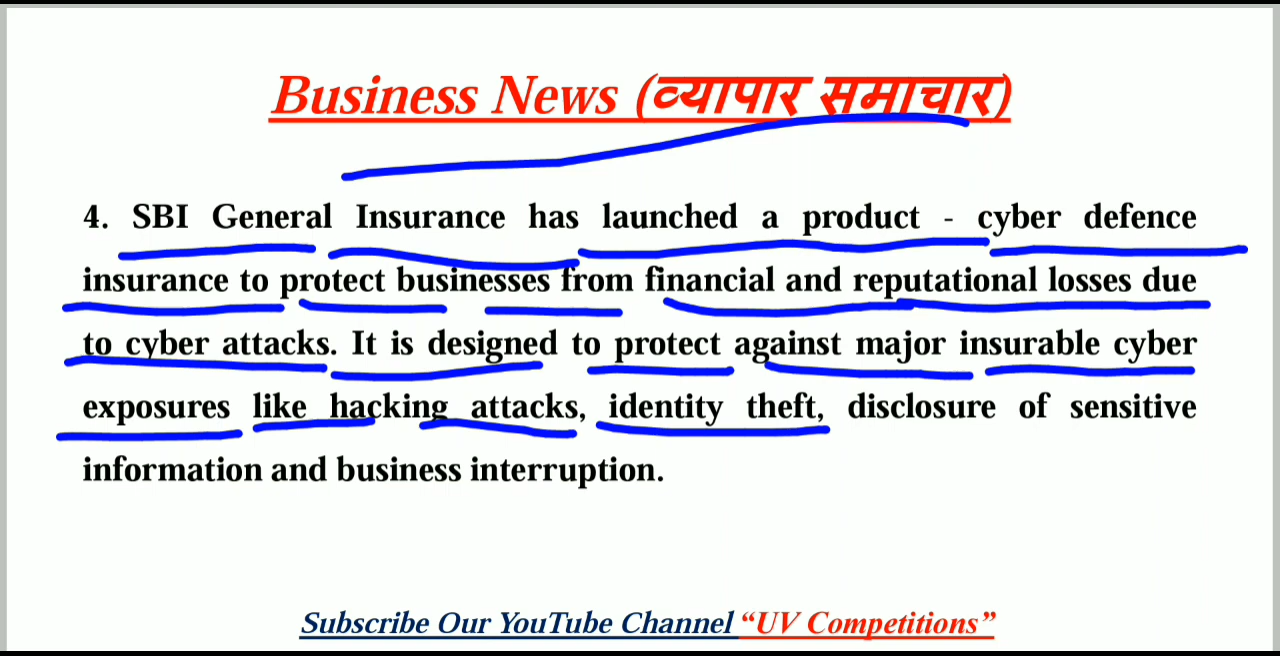 Business News (व्यापार समाचार)
4. SBI General Insurance has launched a product - cyber defence
insurance to protect businesses from financial and reputational losses due
to cyber attacks. It is designed to protect against major insurable cyber
exposures like hacking attacks, identity theft, disclosure of sensitive
information and business interruption.
Subscribe Our YouTube Channel “UV Competitions”